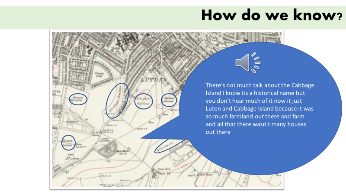 How do we know?
LUTON
There's not much talk about the Cabbage
Island I know its a historical name but
you don't hear much of it now it just
Luton and Cabbage Island because it was
so much farmland out there and farm
and all that there wasn't many houses
out there